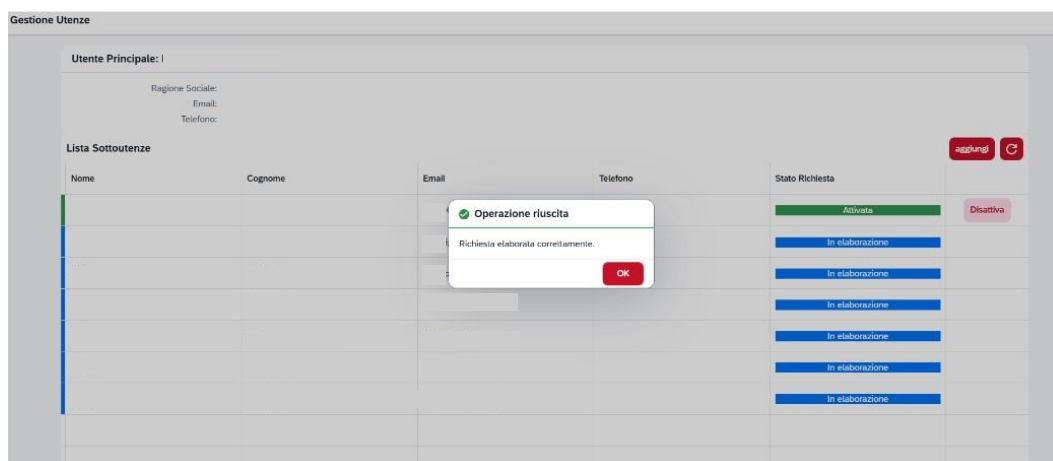 Gestione Utenze
Utente Principale:
Ragione Sociale:
Email:
Telefono:
Lista Sottoutenze
aggiungi
Nome Cognome Email Telefono Stato Richiesta
Attivata Disattiva
Operazione riuscita
In elaborazione
Richiesta elaborata correttamente.
In elaborazione
OK
In elaborazione
In elaborazione
In elaborazione
In elaborazione